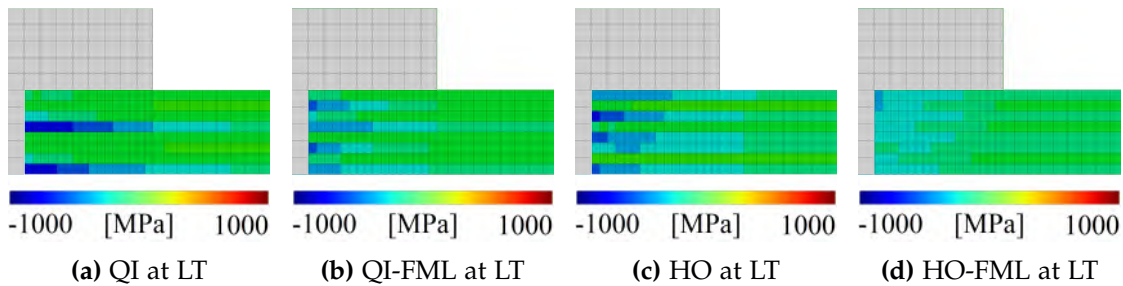 -1000 [MPa] 1000 -1000 [MPa] 1000 -1000 [MPa] 1000 -1000 [MPa] 1000
(a) QI at LT (b) QI-FML at LT (c) HO at LT (d) HO-FML at LT